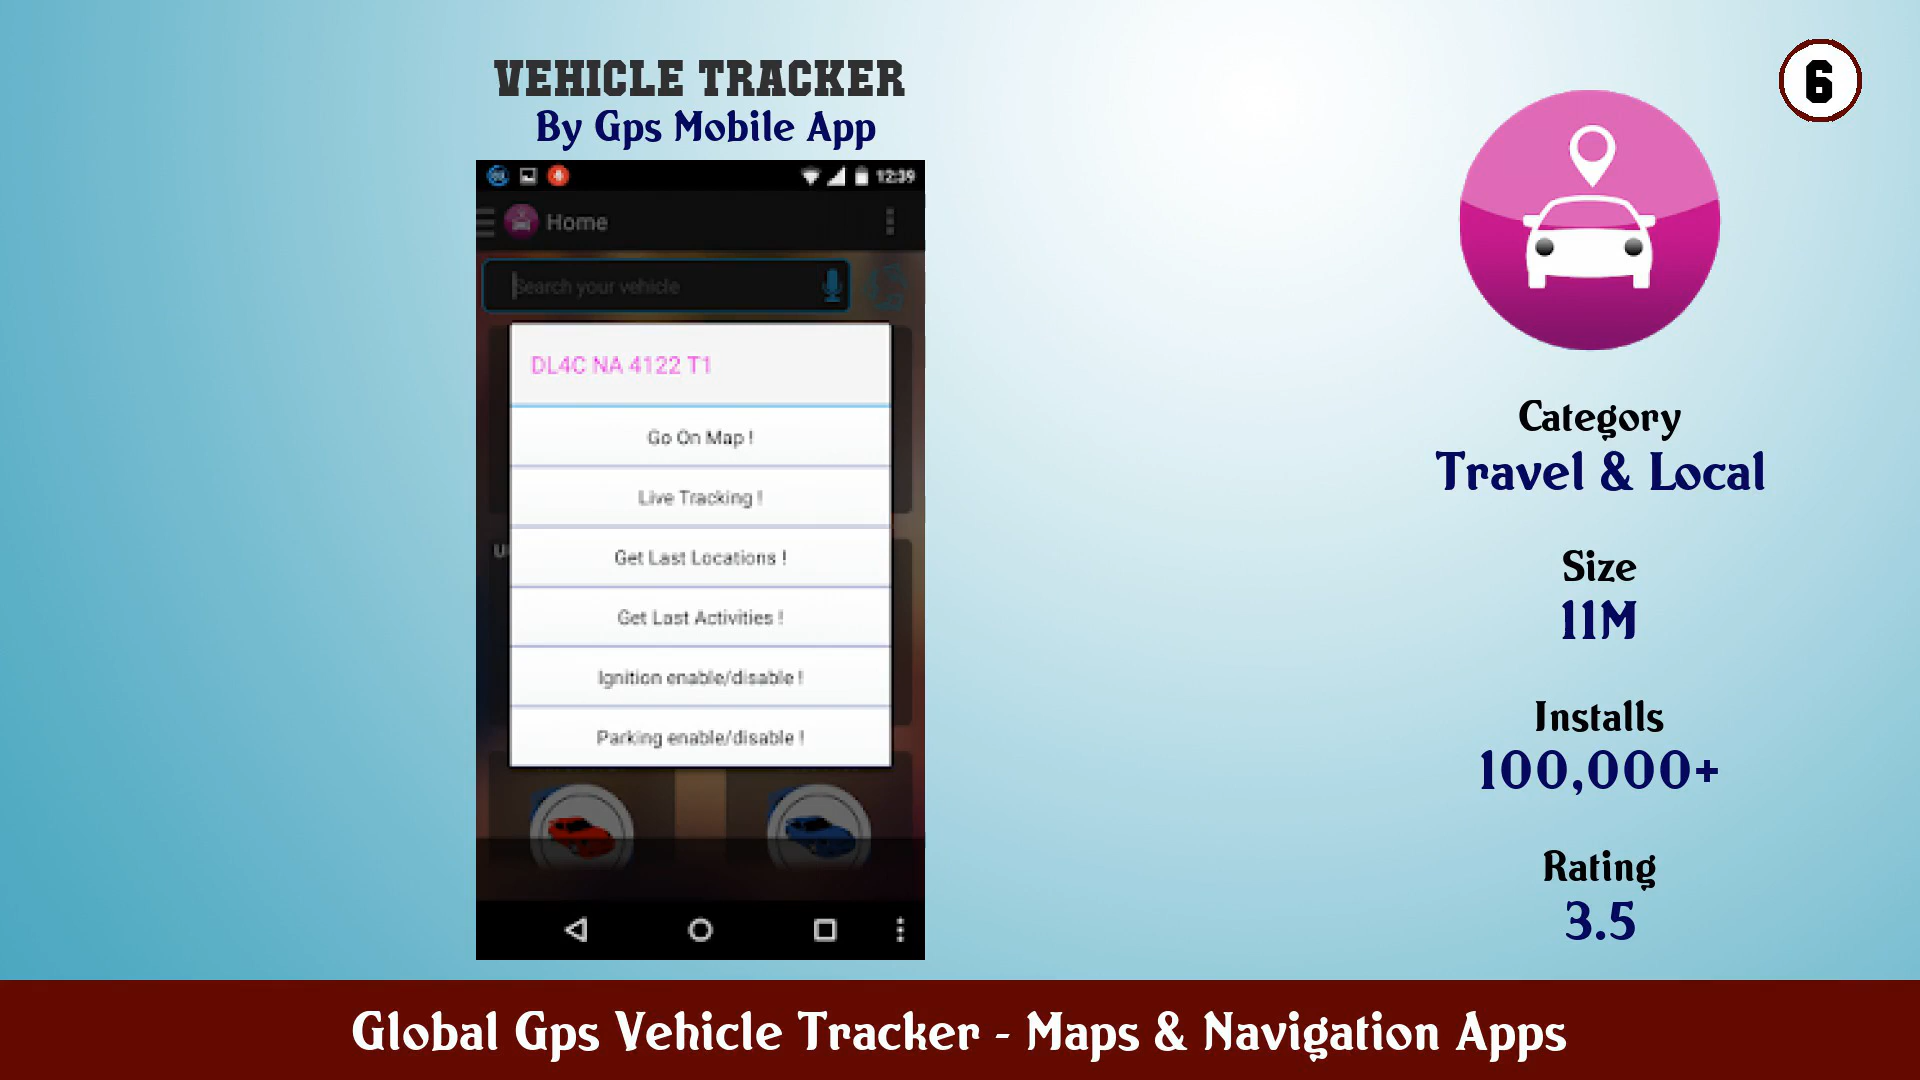 VEHICLE TRACKER
By Gps Mobile App
6
12:39
Home
Search your vehicle
DL4C NA 4122 T1
Go On Map !
Live Tracking !
Get Last Locations !
Get Last Activities !
Ignition enable/disable !
Parking enable/disable !
Category
Travel & Local
Size
11M
Installs
100,000+
Rating
3.5
Global Gps Vehicle Tracker - Maps & Navigation Apps